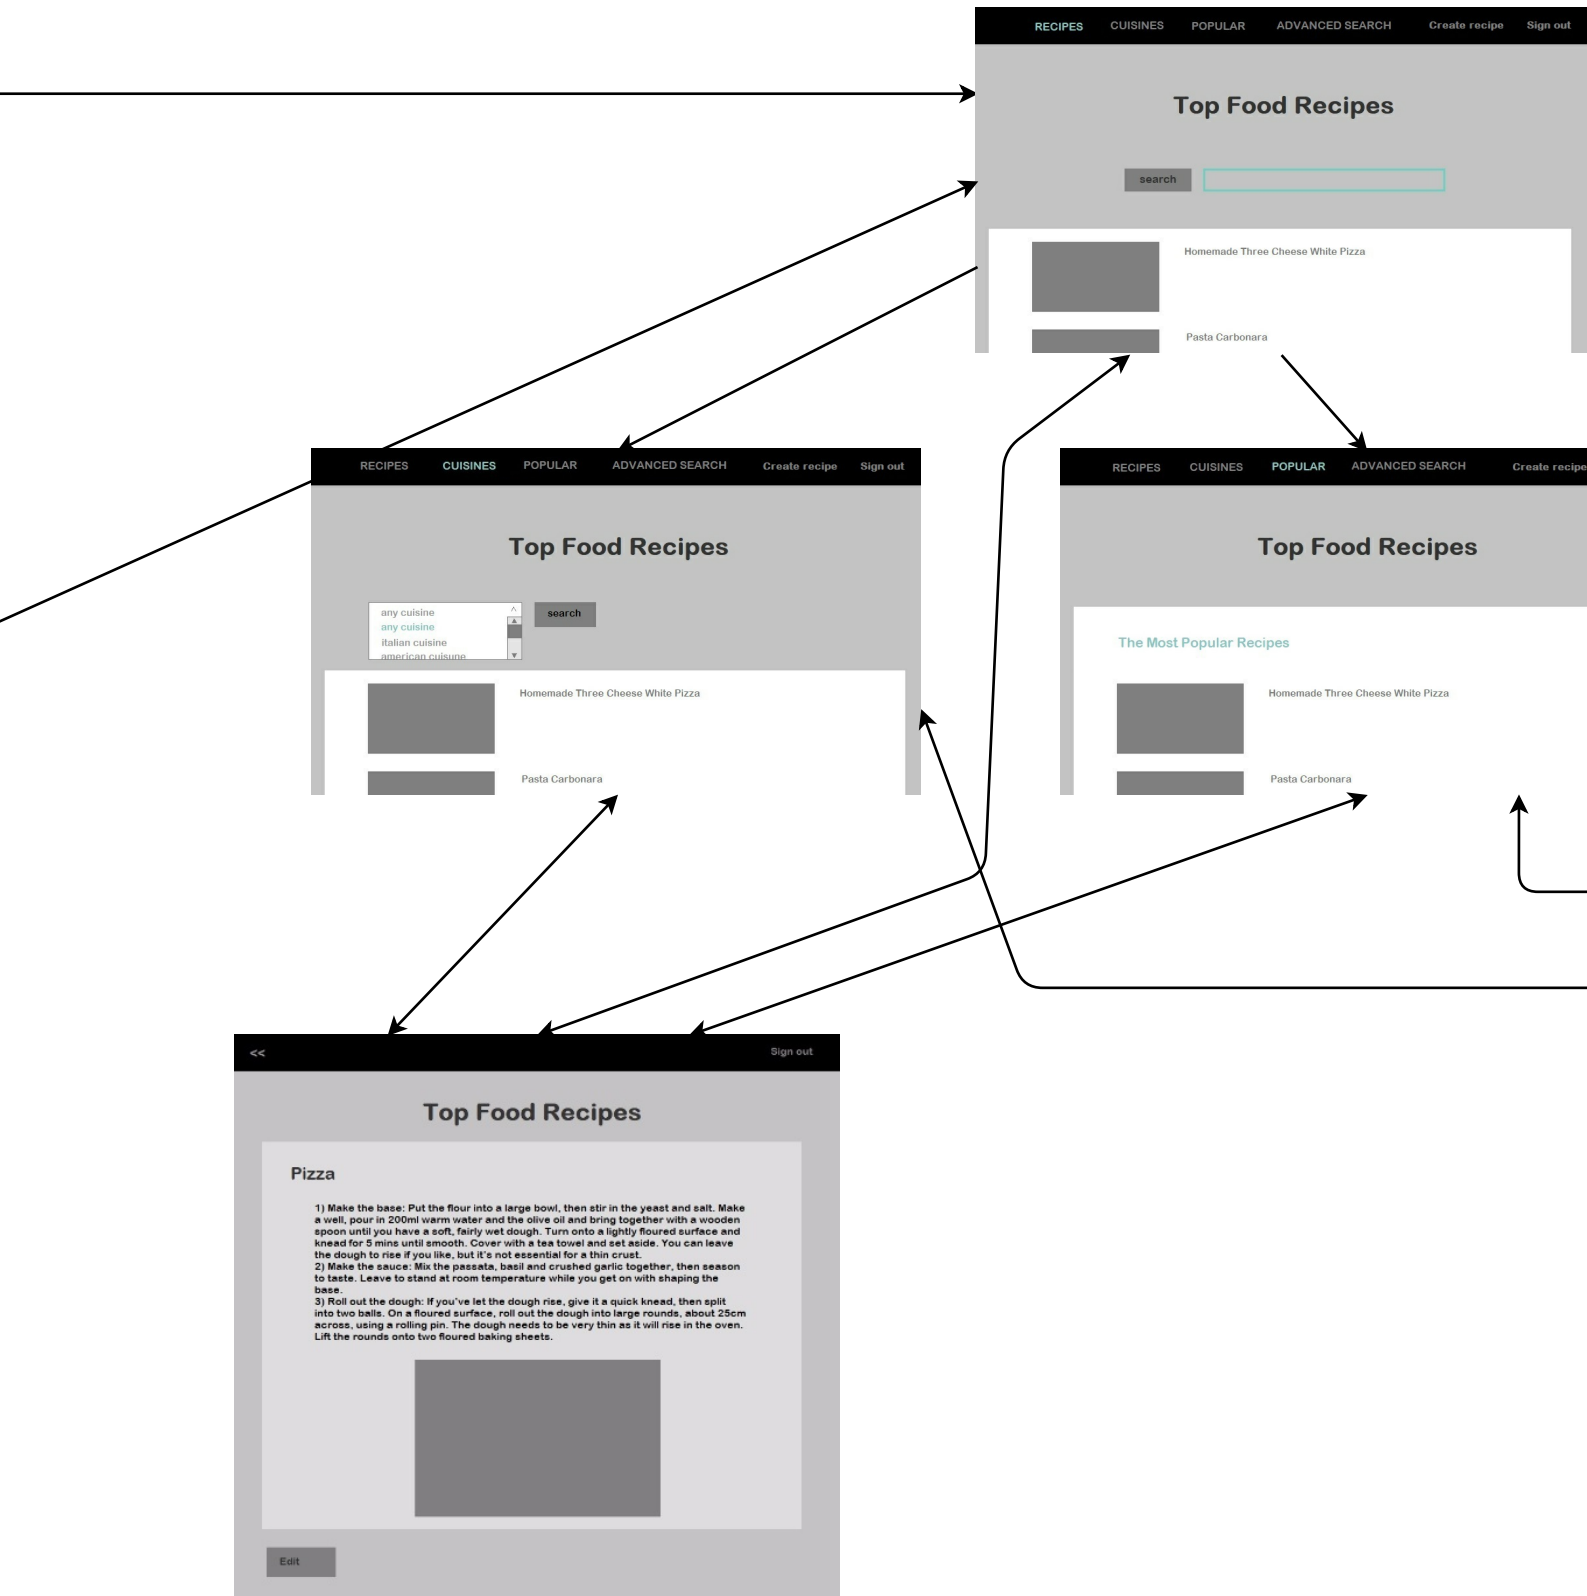 RECIPES CUISINES POPULAR ADVANCED SEARCH Create recipe Sign out
Top Food Recipes
search
Homemade Three Cheese White Pizza
Pasta Carbonara
RECIPES CUISINES POPULAR ADVANCED SEARCH Create recipe Sign out
Top Food Recipes
any cuisine
any cuisine
italian cuisine
american cuisune
search
Homemade Three Cheese White Pizza
Pasta Carbonara
RECIPES CUISINES POPULAR ADVANCED SEARCH Create recipe
Top Food Recipes
The Most Popular Recipes
Homemade Three Cheese White Pizza
Pasta Carbonara
<< Sign out
Top Food Recipes
Pizza
1) Make the base: Put the flour into a large bowl, then stir in the yeast and salt. Make
a well, pour in 200ml warm water and the olive oil and bring together with a wooden
spoon until you have a soft, fairly wet dough. Turn onto a lightly floured surface and
knead for 5 mins until smooth. Cover with a tea towel and set aside. You can leave
the dough to rise if you like, but it's not essential for a thin crust.
2) Make the sauce: Mix the passata, basil and crushed garlic together, then season
to taste. Leave to stand at room temperature while you get on with shaping the
base.
3) Roll out the dough: If you've let the dough rise, give it a quick knead, then split
into two balls. On a floured surface, roll out the dough into large rounds, about 25cm
across, using a rolling pin. The dough needs to be very thin as it will rise in the oven.
Lift the rounds onto two floured baking sheets.
Edit